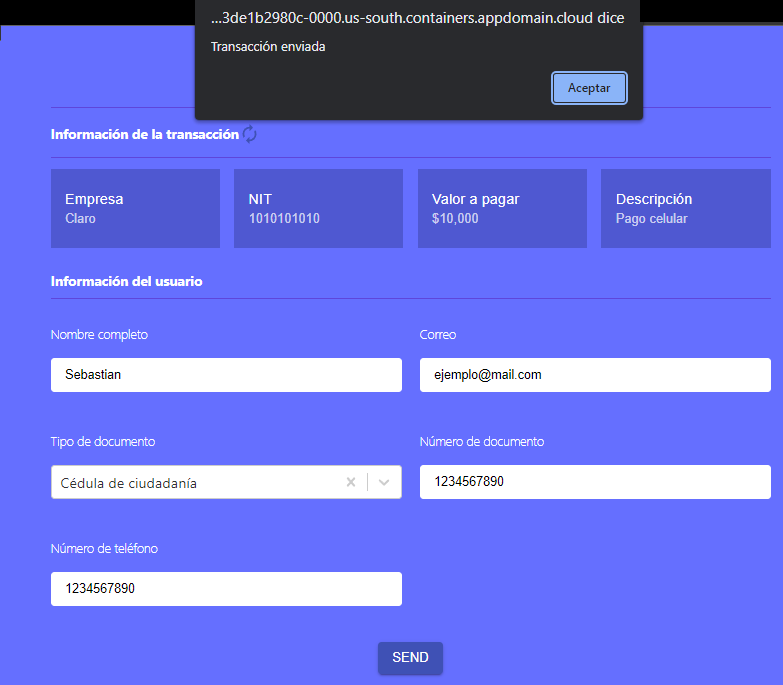 ...3de1b2980c-0000.us-south.containers.appdomain.cloud dice
Transacción enviada
Aceptar
Información de la transacción
Empresa
Claro
NIT
1010101010
Valor a pagar
$10,000
Descripción
Pago celular
Información del usuario
Nombre completo
Correo
Sebastian
ejemplo@mail.com
Tipo de documento
Número de documento
Cédula de ciudadanía
1234567890
Número de teléfono
1234567890
SEND